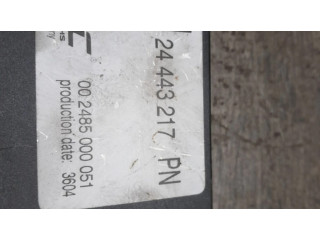 24 443 217 PN
00 2485 000 051
production date: 3604